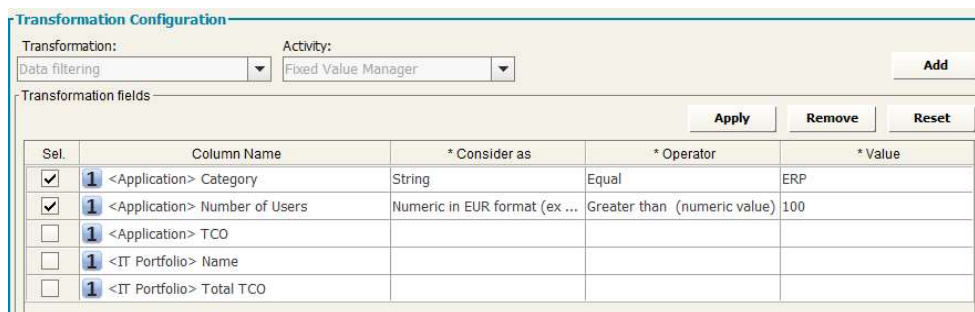 Transformation Configuration
Transformation: Activity:
Data filtering Fixed Value Manager Add
Transformation fields
Apply Remove Reset
Sel. Column Name * Consider as * Operator * Value
1 <Application> Category String Equal ERP
1 <Application> Number of Users Numeric in EUR format (ex ... Greater than (numeric value) 100
1 <Application> TCO
1 <IT Portfolio> Name
1 <IT Portfolio> Total TCO